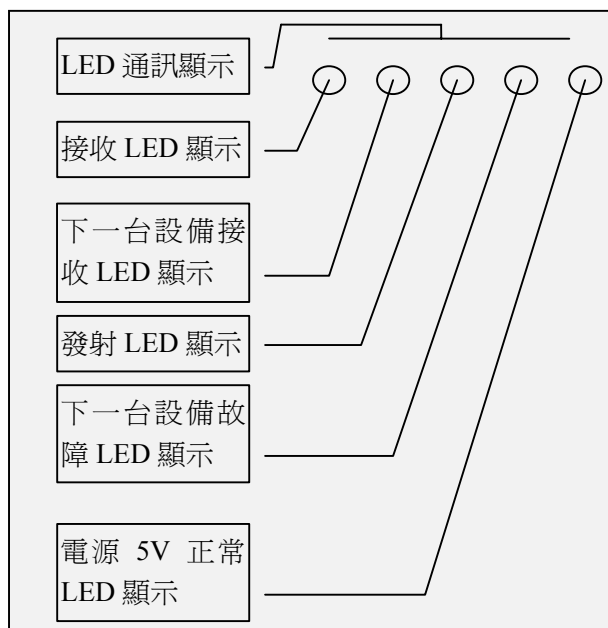 LED 通訊顯示
接收 LED 顯示
下一台設備接
收 LED 顯示
發射 LED 顯示
下一台設備故
障 LED 顯示
電源 5V 正常
LED 顯示